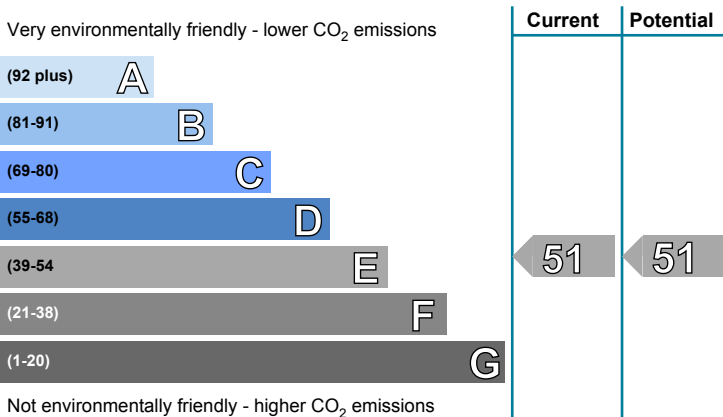 Very environmentally friendly - lower CO₂ emissions
Current
Potential
(92 plus) A
(81-91) B
(69-80) C
(55-68) D
(39-54 E
51
51
(21-38) F
(1-20) G
Not environmentally friendly - higher CO₂ emissions